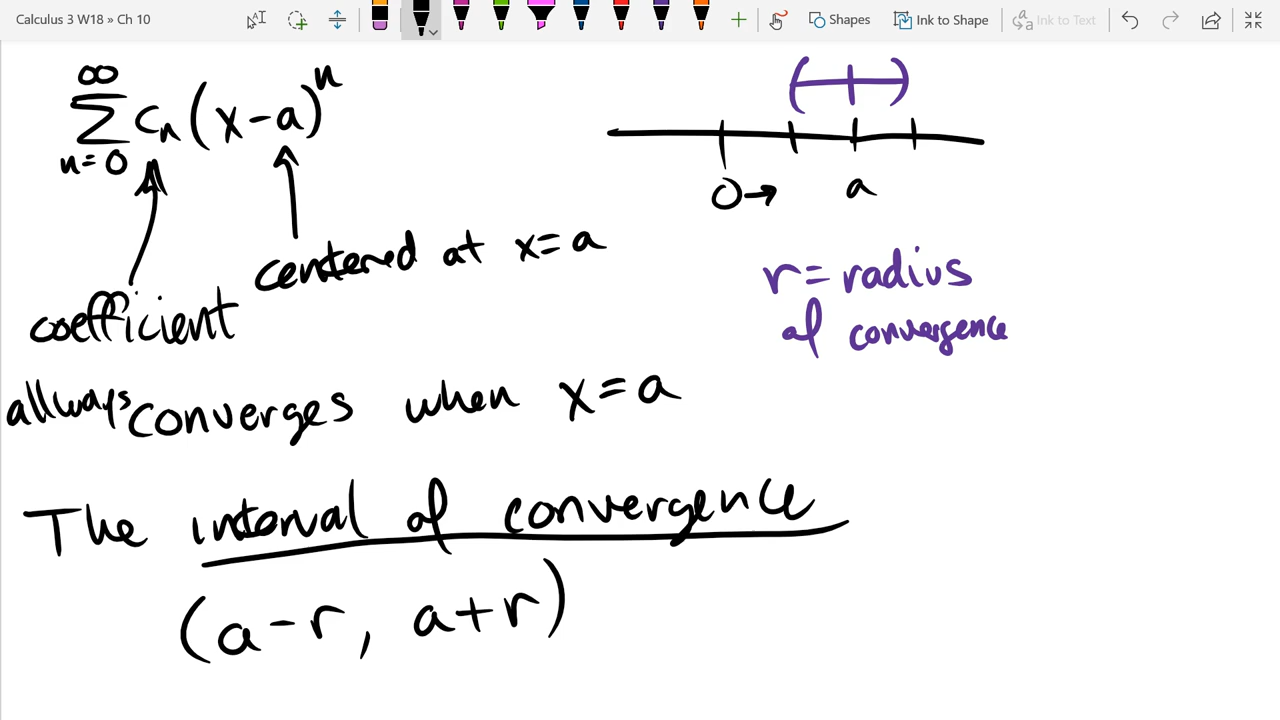 Calculus 3 W18 » Ch 10
Shapes
Ink to Shape
Ink to Text
∞
∑ cₙ(x-a)ⁿ
n=0
0→ a
centered at x=a
coefficient
r=radius
of convergence
allways converges when x=a
The interval of convergence
(a-r, a+r)